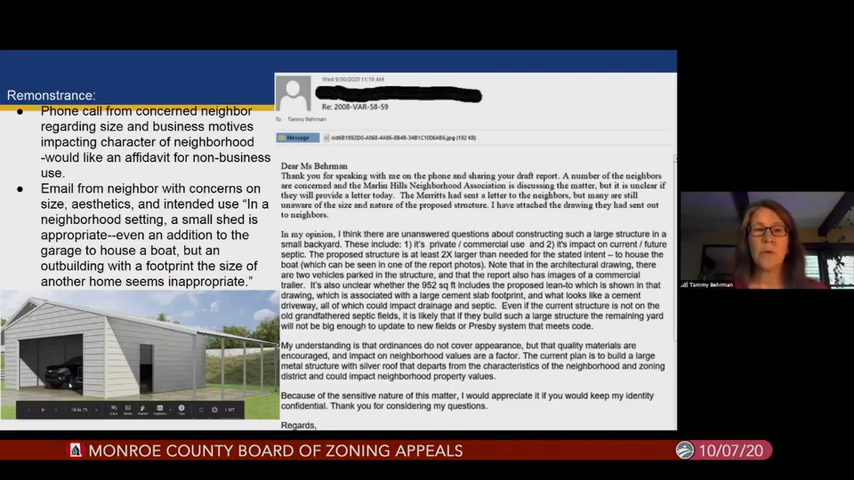 Remonstrance:
● Phone call from concerned neighbor
regarding size and business motives
impacting character of neighborhood
-would like an affidavit for non-business
use.
● Email from neighbor with concerns on
size, aesthetics, and intended use “In a
neighborhood setting, a small shed is
appropriate--even an addition to the
garage to house a boat, but an
outbuilding with a footprint the size of
another home seems inappropriate.”
Wed 9/30/2020 11:19 AM
Re: 2008-VAR-58-59
To Tammy Behrman
Message
Dear Ms Behrman
Thank you for speaking with me on the phone and sharing your draft report. A number of the neighbors
are concerned and the Marlin Hills Neighborhood Association is discussing the matter, but it is unclear if
they will provide a letter today. The Merritts had sent a letter to the neighbors, but many are still
unaware of the size and nature of the proposed structure. I have attached the drawing they had sent out
to neighbors.
In my opinion, I think there are unanswered questions about constructing such a large structure in a
small backyard. These include: 1) it's private / commercial use and 2) it's impact on current / future
septic. The proposed structure is at least 2X larger than needed for the stated intent – to house the
boat (which can be seen in one of the report photos). Note that in the architectural drawing, there
are two vehicles parked in the structure, and that the report also has images of a commercial
trailer. It's also unclear whether the 952 sq ft includes the proposed lean-to which is shown in that
drawing, which is associated with a large cement slab footprint, and what looks like a cement
driveway, all of which could impact drainage and septic. Even if the current structure is not on the
old grandfathered septic fields, it is likely that if they build such a large structure the remaining yard
will not be big enough to update to new fields or Presby system that meets code.
My understanding is that ordinances do not cover appearance, but that quality materials are
encouraged, and impact on neighborhood values are a factor. The current plan is to build a large
metal structure with silver roof that departs from the characteristics of the neighborhood and zoning
district and could impact neighborhood property values.
Because of the sensitive nature of this matter, I would appreciate it if you would keep my identity
confidential. Thank you for considering my questions.
Regards,
Tammy Behrman
MONROE COUNTY BOARD OF ZONING APPEALS
10/07/20